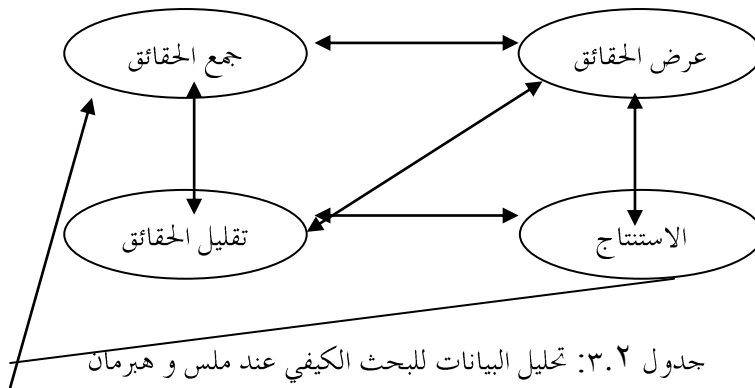 عرض الحقائق
جمع الحقائق
الاستنتاج
تقليل الحقائق
جدول ٣.٢: تحليل البيانات للبحث الكيفي عند ملس و هبرمان